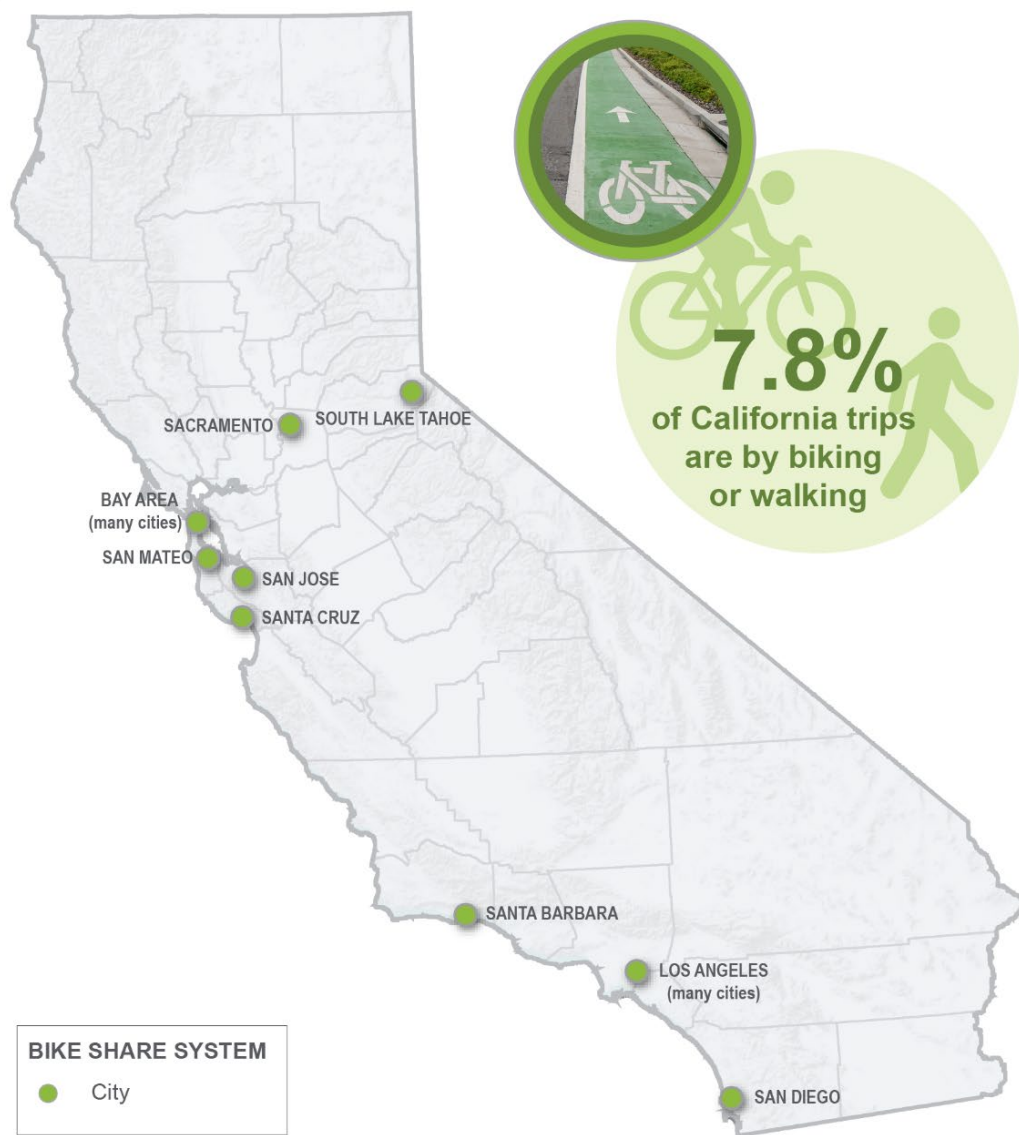 7.8%
of California trips
are by biking
or walking
SOUTH LAKE TAHOE
SACRAMENTO
BAY AREA
(many cities)
SAN MATEO
SAN JOSE
SANTA CRUZ
SANTA BARBARA
LOS ANGELES
(many cities)
SAN DIEGO
BIKE SHARE SYSTEM
City